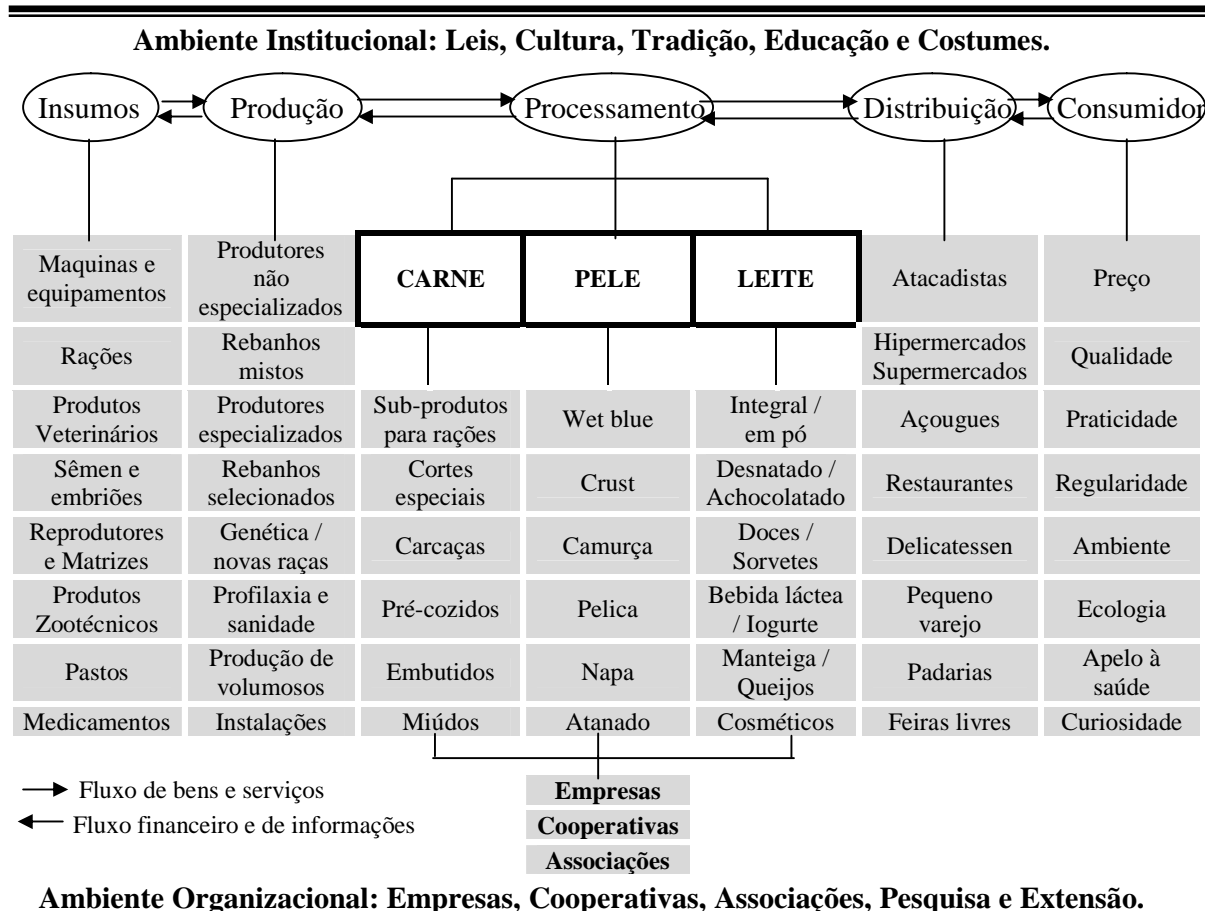 Ambiente Institucional: Leis, Cultura, Tradição, Educação e Costumes.
Insumos
Produção
Processamento
Distribuição
Consumidor
Maquinas e
equipamentos
Produtores
não
especializados
CARNE
PELE
LEITE
Atacadistas
Preço
Rações
Rebanhos
mistos
Hipermercados
Supermercados
Qualidade
Produtos
Veterinários
Produtores
especializados
Sub-produtos
para rações
Wet blue
Integral /
em pó
Açougues
Praticidade
Sêmen e
embriões
Rebanhos
selecionados
Cortes
especiais
Crust
Desnatado /
Achocolatado
Restaurantes
Regularidade
Reprodutores
e Matrizes
Genética /
novas raças
Carcaças
Camurça
Doces /
Sorvetes
Delicatessen
Ambiente
Produtos
Zootécnicos
Profilaxia e
sanidade
Pré-cozidos
Pelica
Bebida láctea
/ Iogurte
Pequeno
varejo
Ecologia
Pastos
Produção de
volumosos
Embutidos
Napa
Manteiga /
Queijos
Padarias
Apelo à
saúde
Medicamentos
Instalações
Miúdos
Atanado
Cosméticos
Feiras livres
Curiosidade
Fluxo de bens e serviços
Fluxo financeiro e de informações
Empresas
Cooperativas
Associações
Ambiente Organizacional: Empresas, Cooperativas, Associações, Pesquisa e Extensão.